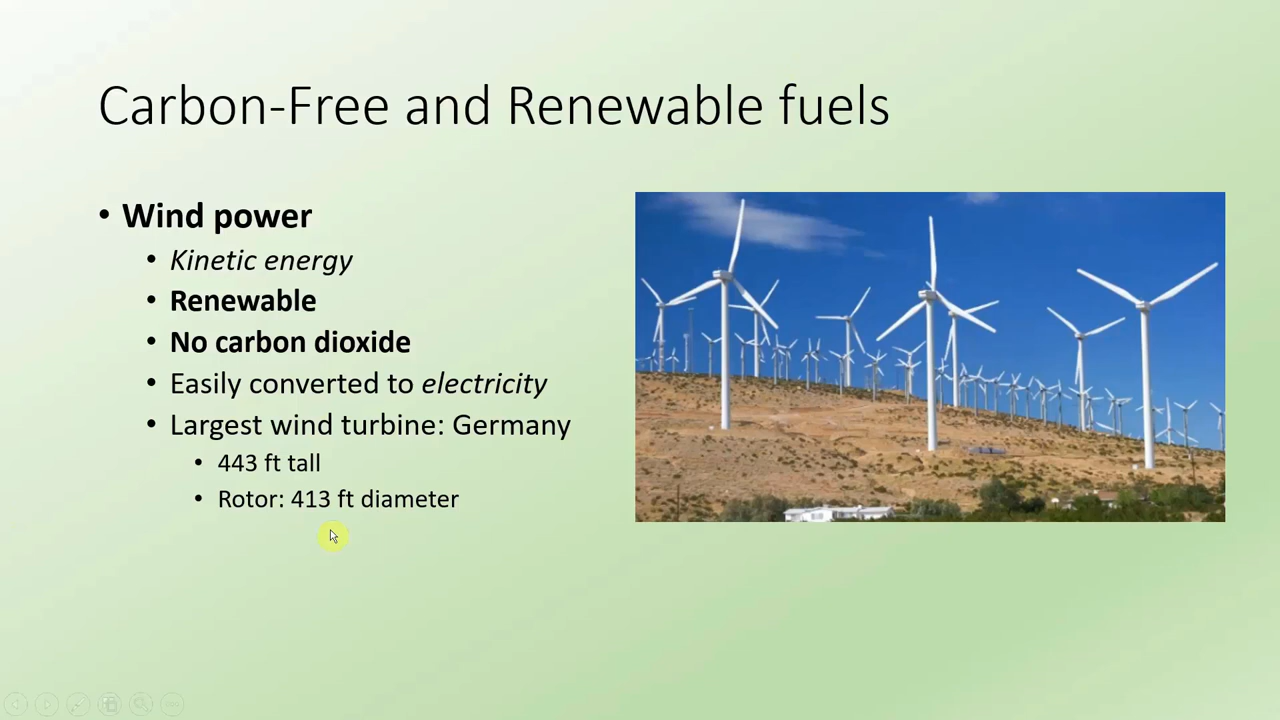 Carbon-Free and Renewable fuels
• Wind power
• Kinetic energy
• Renewable
• No carbon dioxide
• Easily converted to electricity
• Largest wind turbine: Germany
• 443 ft tall
• Rotor: 413 ft diameter